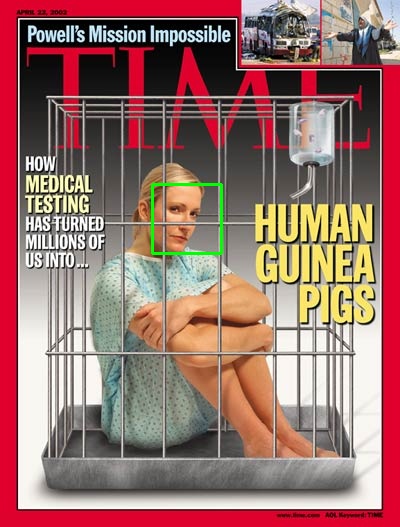 APRIL 22, 2002
Powell's Mission Impossible
TIME
HOW
MEDICAL
TESTING
HAS TURNED
MILLIONS OF
US INTO ...
HUMAN
GUINEA
PIGS
www.time.com AOL Keyword: TIME